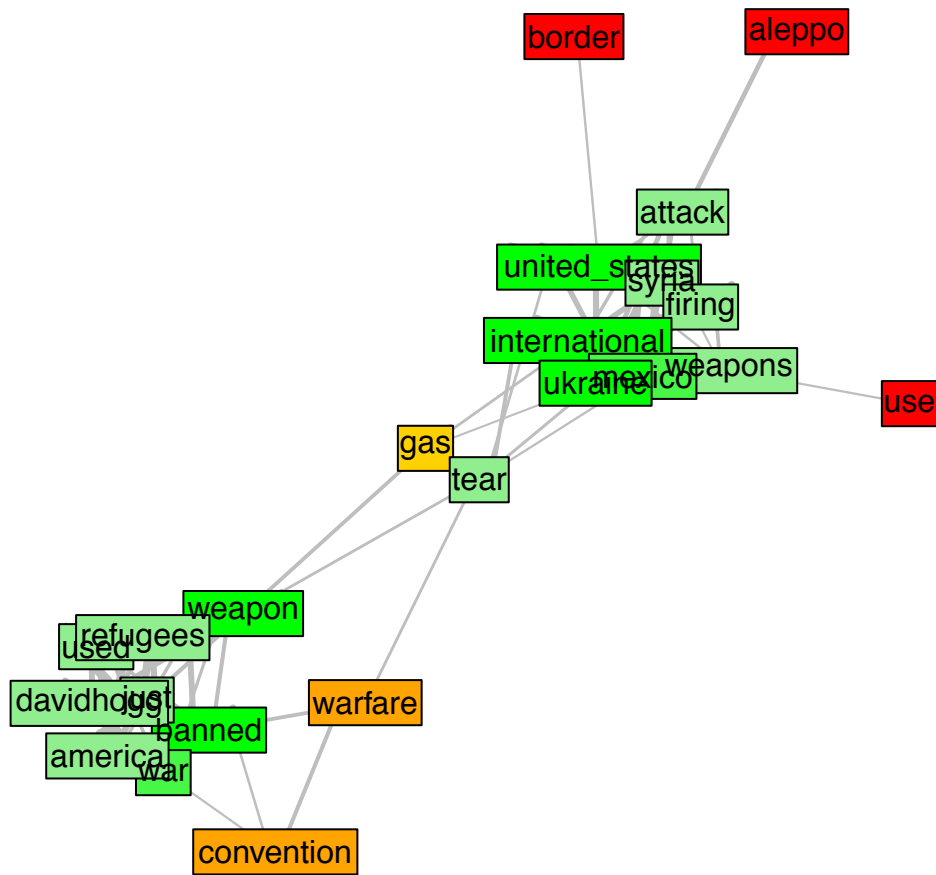 border
aleppo
attack
united_states
syria
firing
international
weapons
mexico
ukraine
use
gas
tear
weapon
refugees
used
just
davidhogg
warfare
banned
america
war
convention